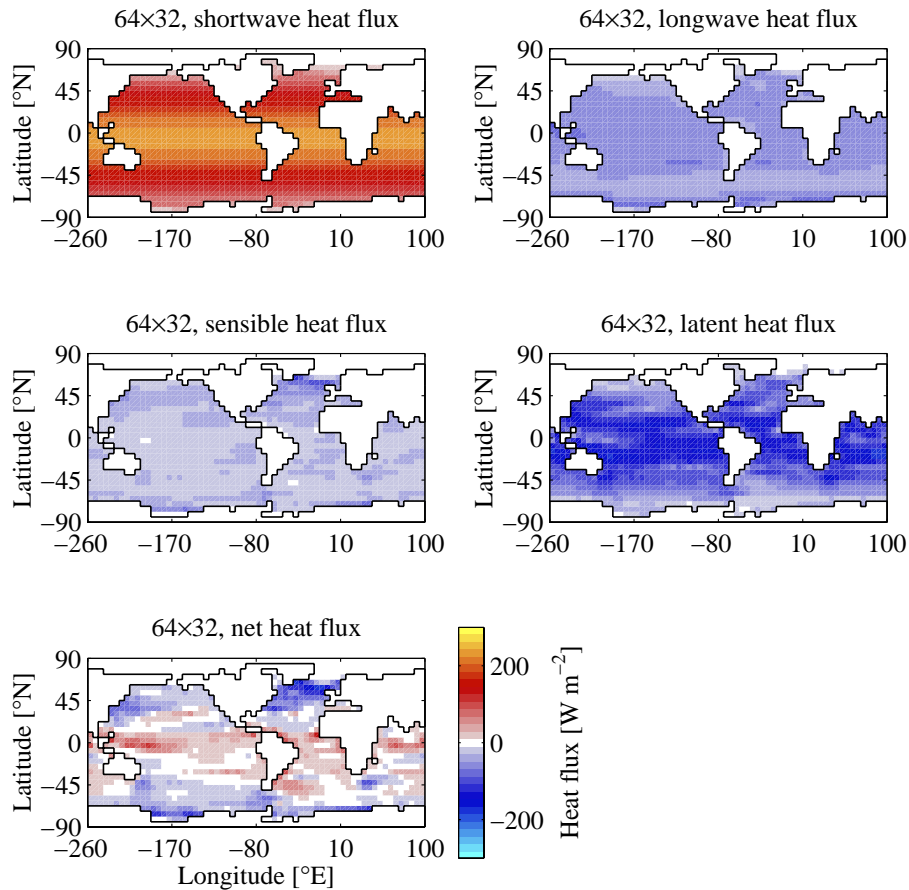 64×32, shortwave heat flux
64×32, longwave heat flux
Latitude [°N]
90
45
0
−45
−90
−260 −170 −80 10 100
Latitude [°N]
90
45
0
−45
−90
−260 −170 −80 10 100
64×32, sensible heat flux
64×32, latent heat flux
Latitude [°N]
90
45
0
−45
−90
−260 −170 −80 10 100
Latitude [°N]
90
45
0
−45
−90
−260 −170 −80 10 100
64×32, net heat flux
Latitude [°N]
90
45
0
−45
−90
−260 −170 −80 10 100
Longitude [°E]
200
0
−200
Heat flux [W m−2]